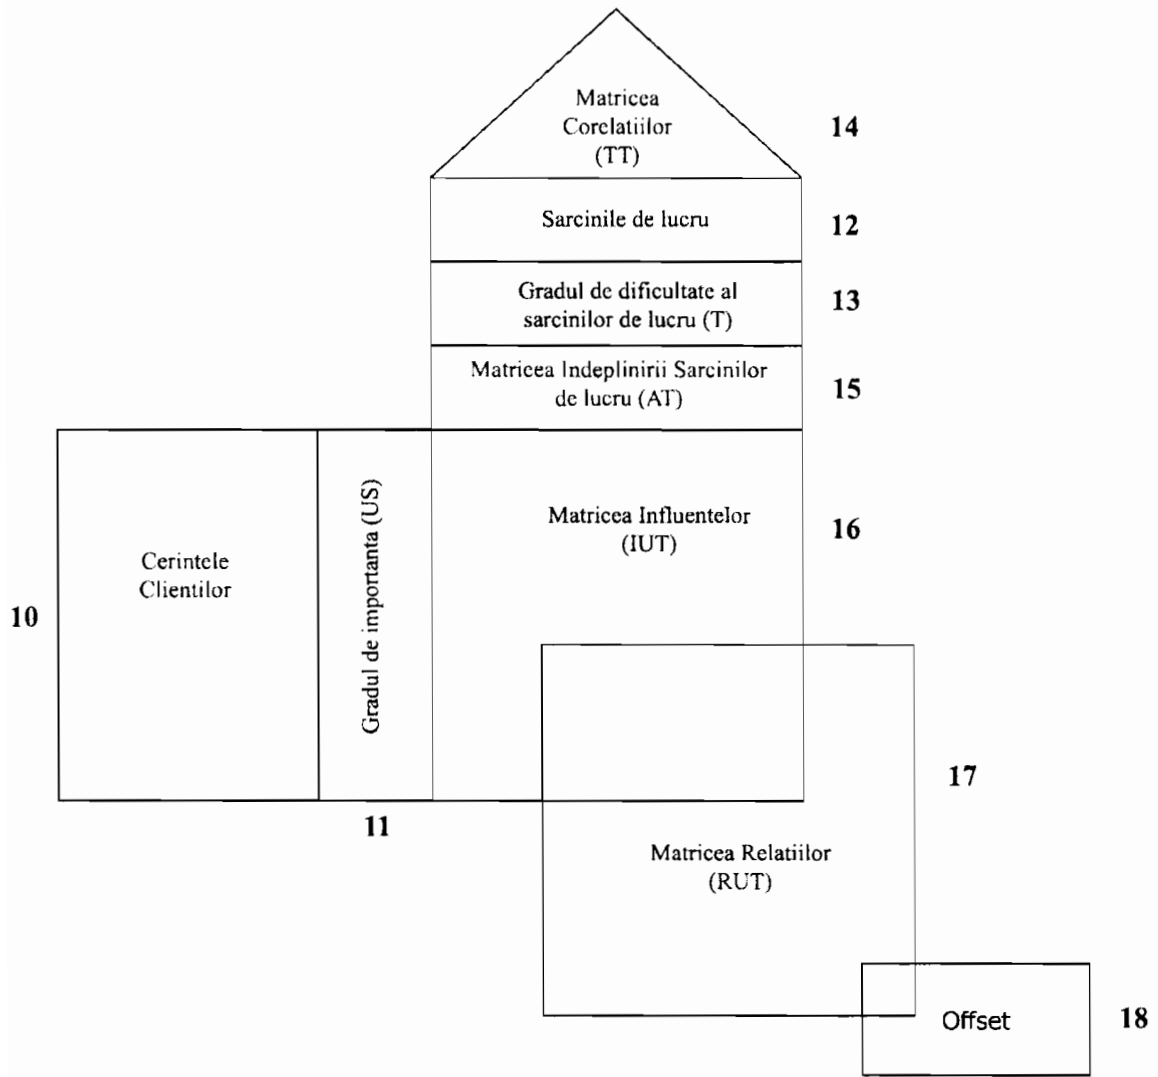 Matricea
Corelatiilor
(TT)
14
Sarcinile de lucru
12
Gradul de dificultate al
sarcinilor de lucru (T)
13
Matricea Indeplinirii Sarcinilor
de lucru (AT)
15
Cerintele
Clientilor
10
Gradul de importanta (US)
11
Matricea Influentelor
(IUT)
16
Matricea Relatiilor
(RUT)
17
Offset
18